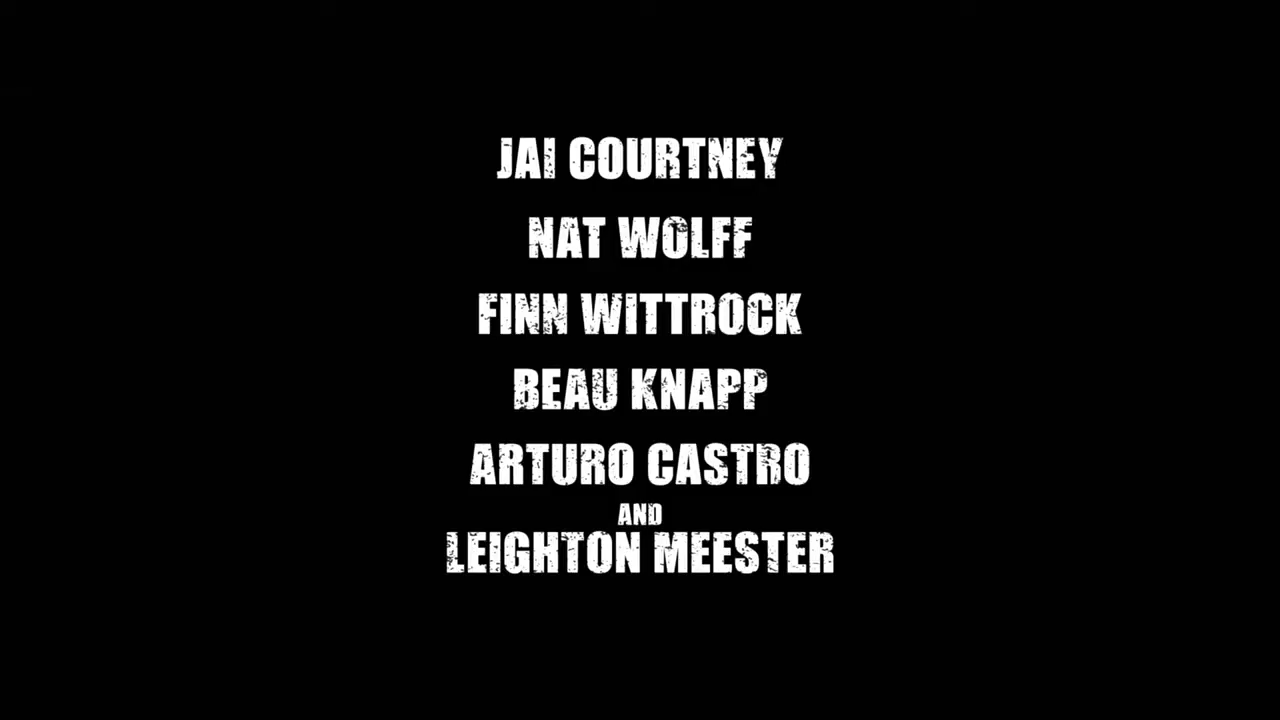 JAI COURTNEY
NAT WOLFF
FINN WITTROCK
BEAU KNAPP
ARTURO CASTRO
AND
LEIGHTON MEESTER